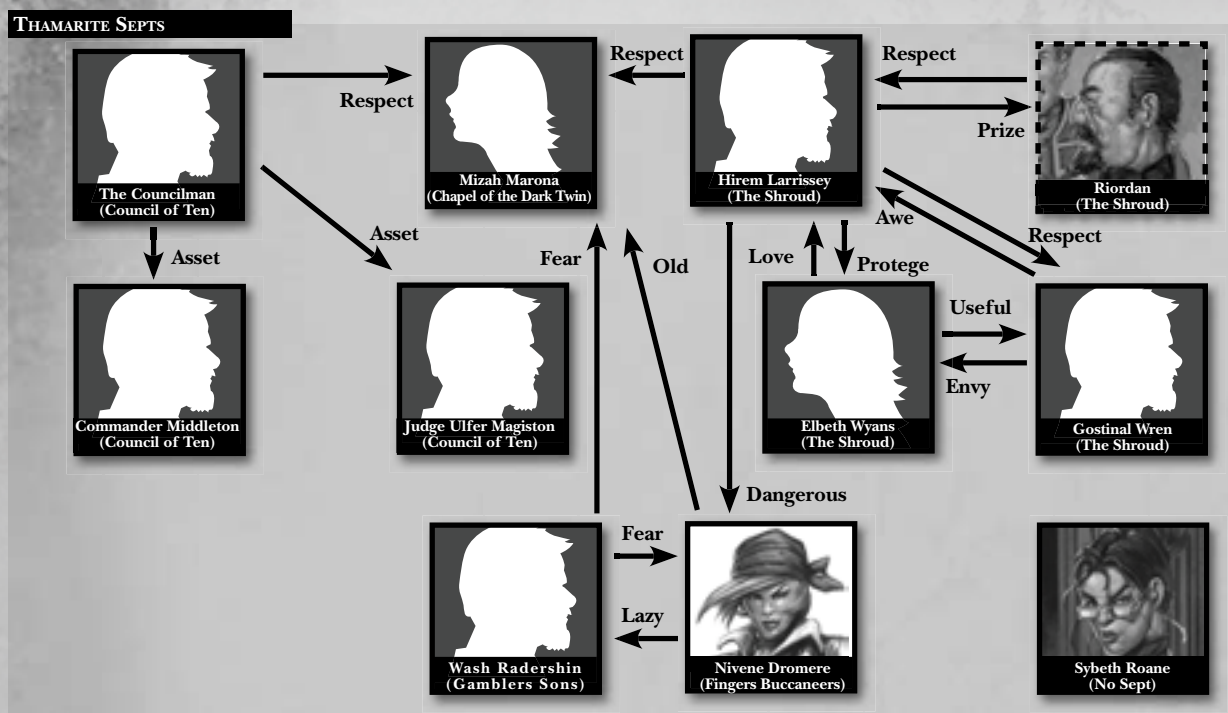 THAMARITE SEPTS
Respect
Respect
Respect
Prize
The Councilman
(Council of Ten)
Mizah Marona
(Chapel of the Dark Twin)
Hirem Larrissey
(The Shroud)
Riordan
(The Shroud)
Asset
Asset
Fear
Old
Love
Protege
Awe
Respect
Useful
Envy
Commander Middleton
(Council of Ten)
Judge Ulfer Magiston
(Council of Ten)
Elbeth Wyans
(The Shroud)
Gostinal Wren
(The Shroud)
Dangerous
Fear
Lazy
Wash Radershin
(Gamblers Sons)
Nivene Dromere
(Fingers Buccaneers)
Sybeth Roane
(No Sept)